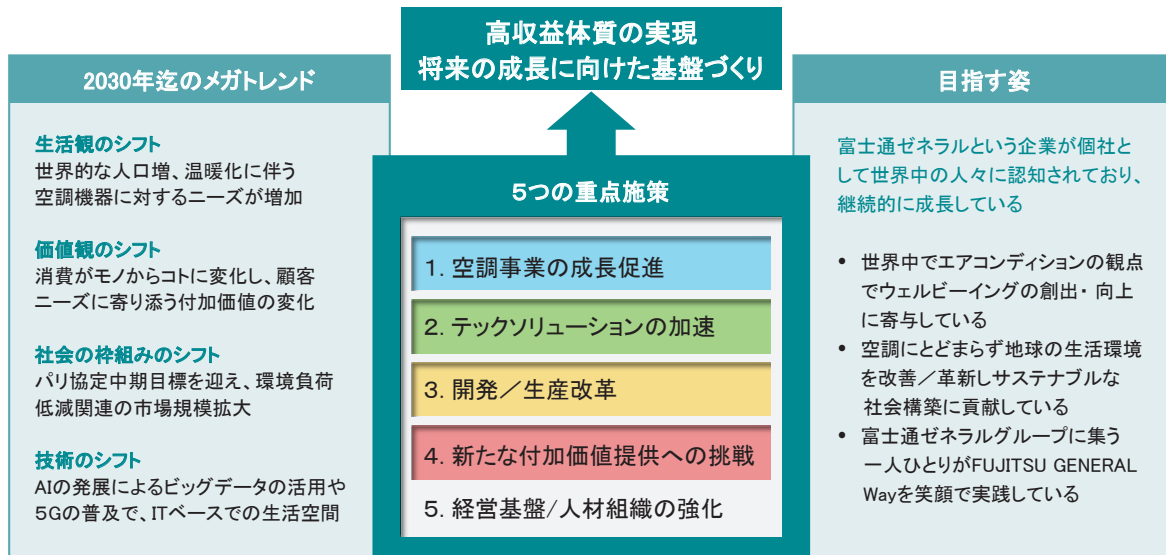 高収益体質の実現
将来の成長に向けた基盤づくり
2030年迄のメガトレンド
生活観のシフト
世界的な人口増、温暖化に伴う
空調機器に対するニーズが増加
価値観のシフト
消費がモノからコトに変化し、顧客
ニーズに寄り添う付加価値の変化
社会の枠組みのシフト
パリ協定中期目標を迎え、環境負荷
低減関連の市場規模拡大
技術のシフト
AIの発展によるビッグデータの活用や
5Gの普及で、ITベースでの生活空間
5つの重点施策
1. 空調事業の成長促進
2. テックソリューションの加速
3. 開発／生産改革
4. 新たな付加価値提供への挑戦
5. 経営基盤/人材組織の強化
目指す姿
富士通ゼネラルという企業が個社と
して世界中の人々に認知されており、
継続的に成長している
• 世界中でエアコンディションの観点
でウェルビーイングの創出・ 向上
に寄与している
• 空調にとどまらず地球の生活環境
を改善／革新しサステナブルな
社会構築に貢献している
• 富士通ゼネラルグループに集う
一人ひとりがFUJITSU GENERAL
Wayを笑顔で実践している